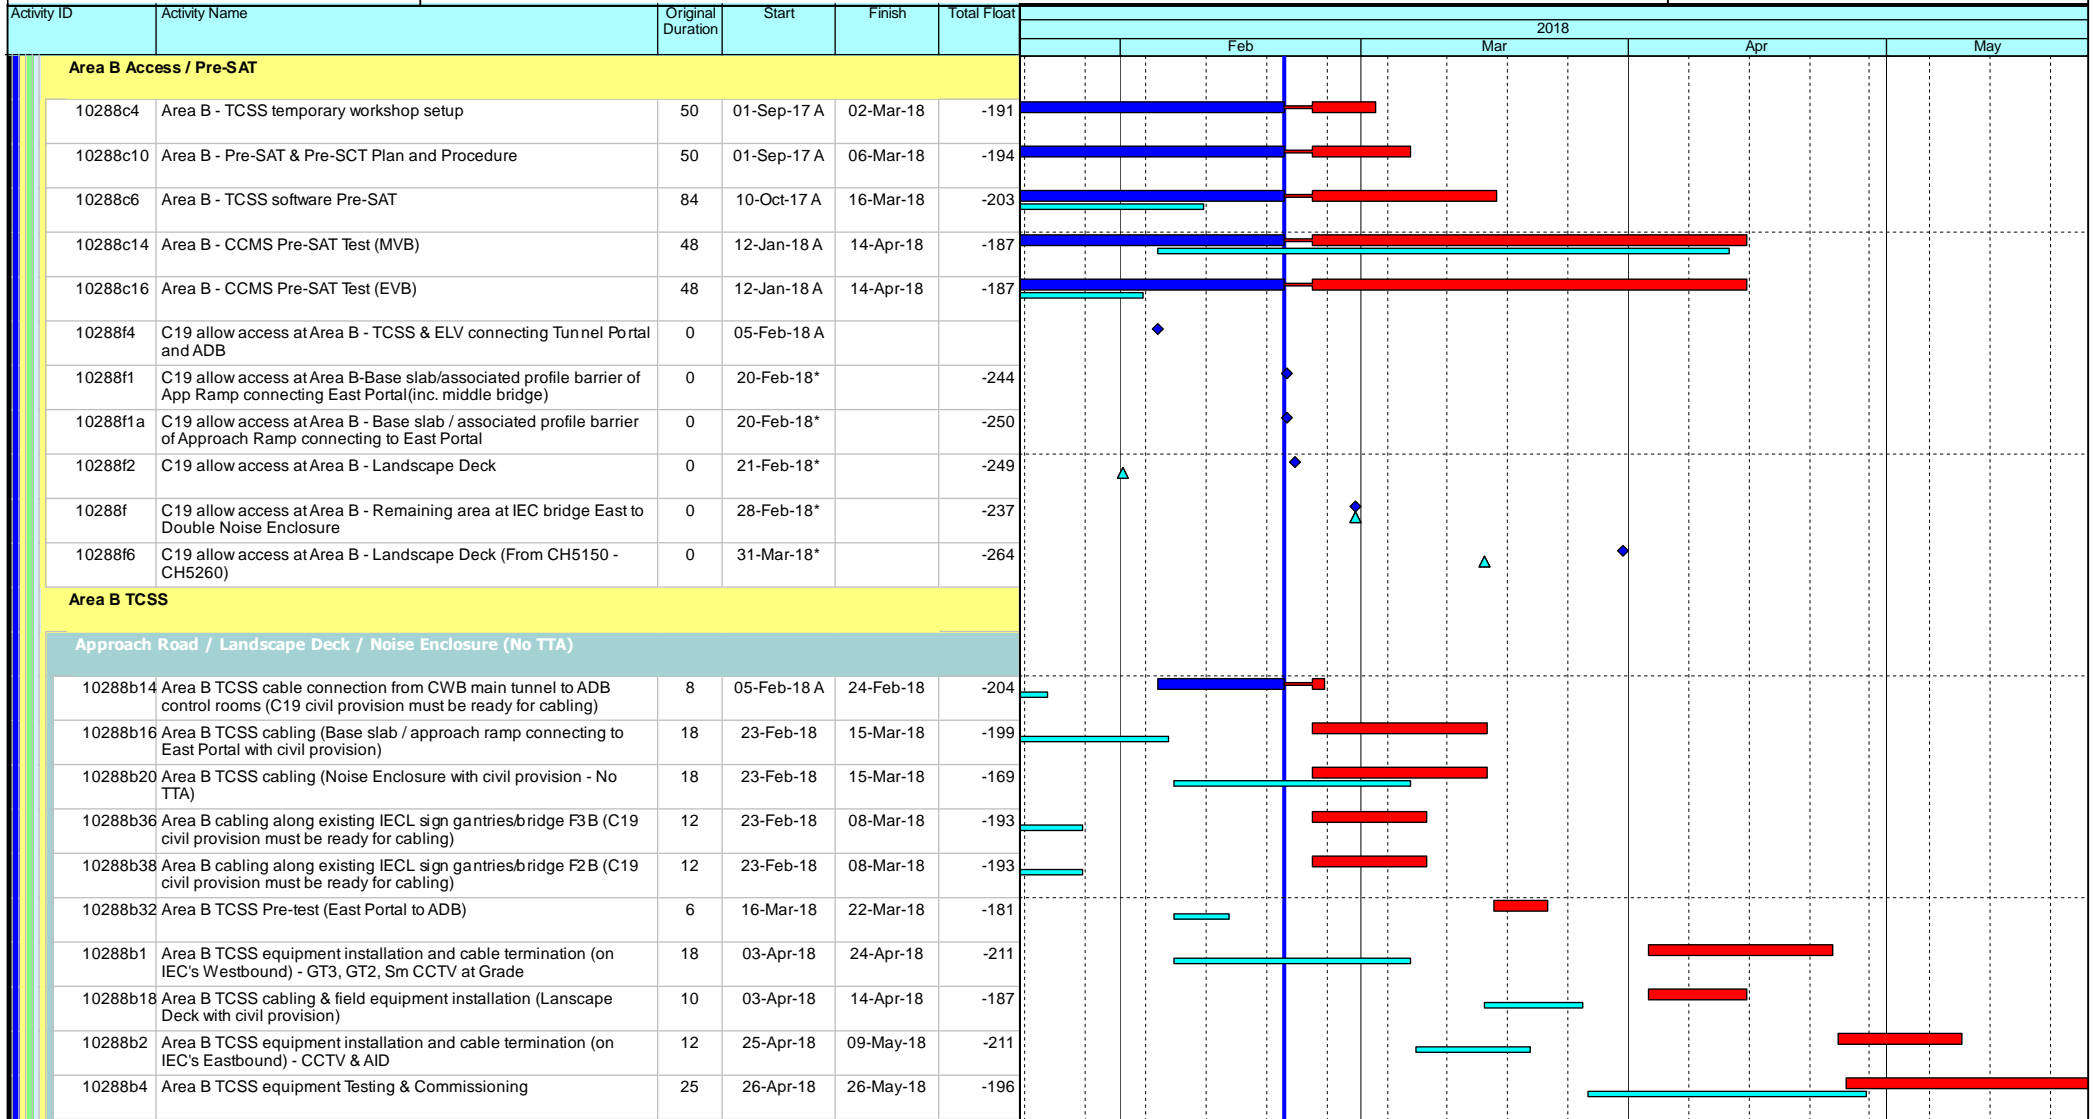 Activity ID Activity Name Original Start Finish Total Float
Duration
2018
Feb Mar Apr May
Area B Access / Pre-SAT
10288c4 Area B - TCSS temporary workshop setup 50 01-Sep-17 A 02-Mar-18 -191
10288c10 Area B - Pre-SAT & Pre-SCT Plan and Procedure 50 01-Sep-17 A 06-Mar-18 -194
10288c6 Area B - TCSS software Pre-SAT 84 10-Oct-17 A 16-Mar-18 -203
10288c14 Area B - CCMS Pre-SAT Test (MVB) 48 12-Jan-18 A 14-Apr-18 -187
10288c16 Area B - CCMS Pre-SAT Test (EVB) 48 12-Jan-18 A 14-Apr-18 -187
10288f4 C19 allow access at Area B - TCSS & ELV connecting Tunnel Portal 0 05-Feb-18 A
and ADB
10288f1 C19 allow access at Area B-Base slab/associated profile barrier of 0 20-Feb-18* -244
App Ramp connecting East Portal(inc. middle bridge)
10288f1a C19 allow access at Area B - Base slab / associated profile barrier 0 20-Feb-18* -250
of Approach Ramp connecting to East Portal
10288f2 C19 allow access at Area B - Landscape Deck 0 21-Feb-18* -249
10288f C19 allow access at Area B - Remaining area at IEC bridge East to 0 28-Feb-18* -237
Double Noise Enclosure
10288f6 C19 allow access at Area B - Landscape Deck (From CH5150 - 0 31-Mar-18* -264
CH5260)
Area B TCSS
Approach Road / Landscape Deck / Noise Enclosure (No TTA)
10288b14 Area B TCSS cable connection from CWB main tunnel to ADB 8 05-Feb-18 A 24-Feb-18 -204
control rooms (C19 civil provision must be ready for cabling)
10288b16 Area B TCSS cabling (Base slab / approach ramp connecting to 18 23-Feb-18 15-Mar-18 -199
East Portal with civil provision)
10288b20 Area B TCSS cabling (Noise Enclosure with civil provision - No 18 23-Feb-18 15-Mar-18 -169
TTA)
10288b36 Area B cabling along existing IECL sign gantries/bridge F3B (C19 12 23-Feb-18 08-Mar-18 -193
civil provision must be ready for cabling)
10288b38 Area B cabling along existing IECL sign gantries/bridge F2B (C19 12 23-Feb-18 08-Mar-18 -193
civil provision must be ready for cabling)
10288b32 Area B TCSS Pre-test (East Portal to ADB) 6 16-Mar-18 22-Mar-18 -181
10288b1 Area B TCSS equipment installation and cable termination (on 18 03-Apr-18 24-Apr-18 -211
IEC's Westbound) - GT3, GT2, Sm CCTV at Grade
10288b18 Area B TCSS cabling & field equipment installation (Lanscape 10 03-Apr-18 14-Apr-18 -187
Deck with civil provision)
10288b2 Area B TCSS equipment installation and cable termination (on 12 25-Apr-18 09-May-18 -211
IEC's Eastbound) - CCTV & AID
10288b4 Area B TCSS equipment Testing & Commissioning 25 26-Apr-18 26-May-18 -196